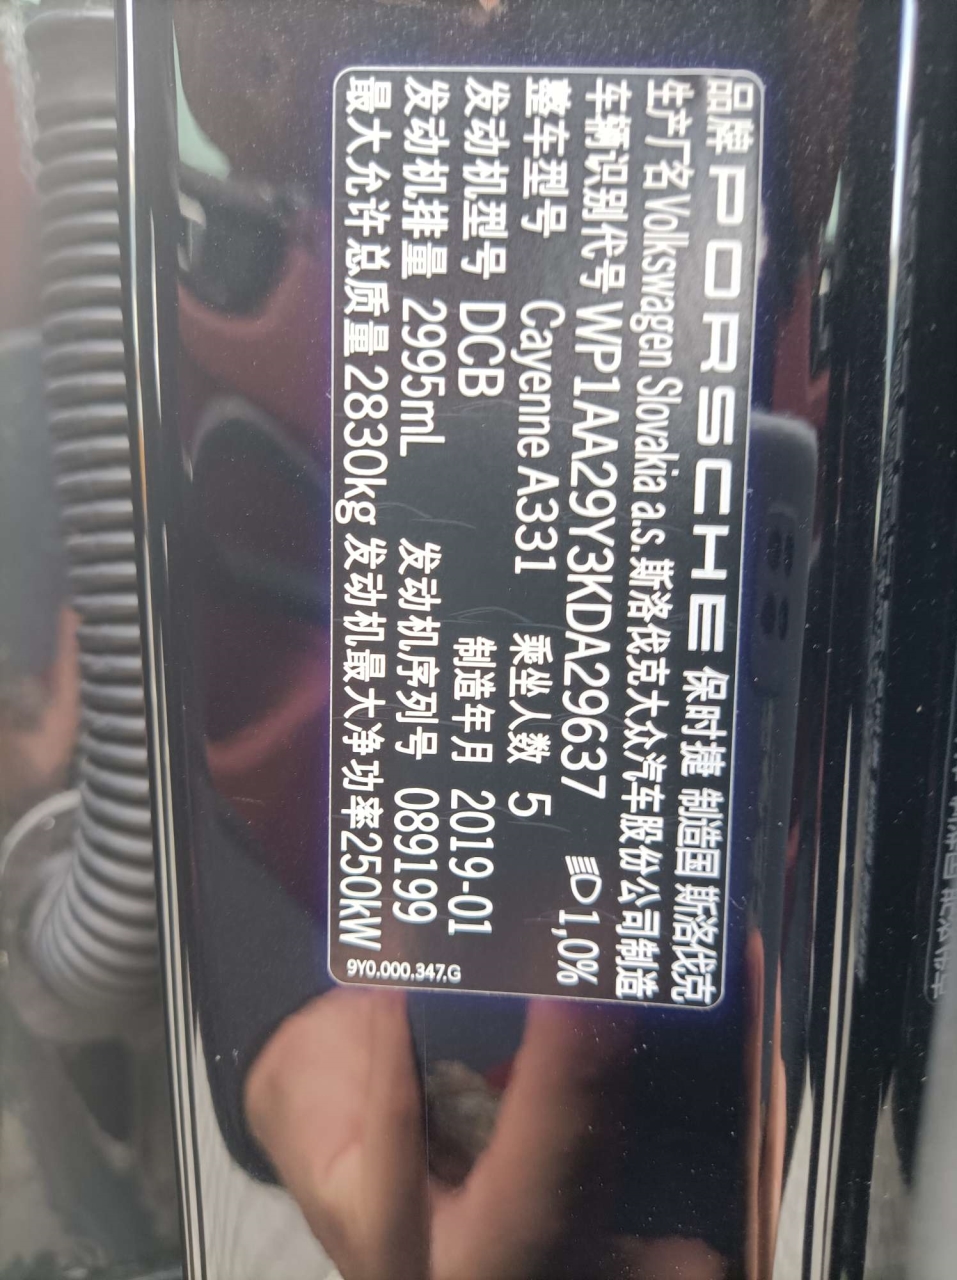 品牌 PORSCHE 保时捷 制造国 斯洛伐克
生产厂名 Volkswagen Slovakia a.s. 斯洛伐克大众汽车股份公司制造
车辆识别代号 WP1AA29Y3KDA29637 1,0%
整车型号 Cayenne A331 乘坐人数 5
发动机型号 DCB 制造年月 2019-01
发动机排量 2995mL 发动机序列号 089199
最大允许总质量 2830kg 发动机最大净功率 250kW
9Y0.000.347.G